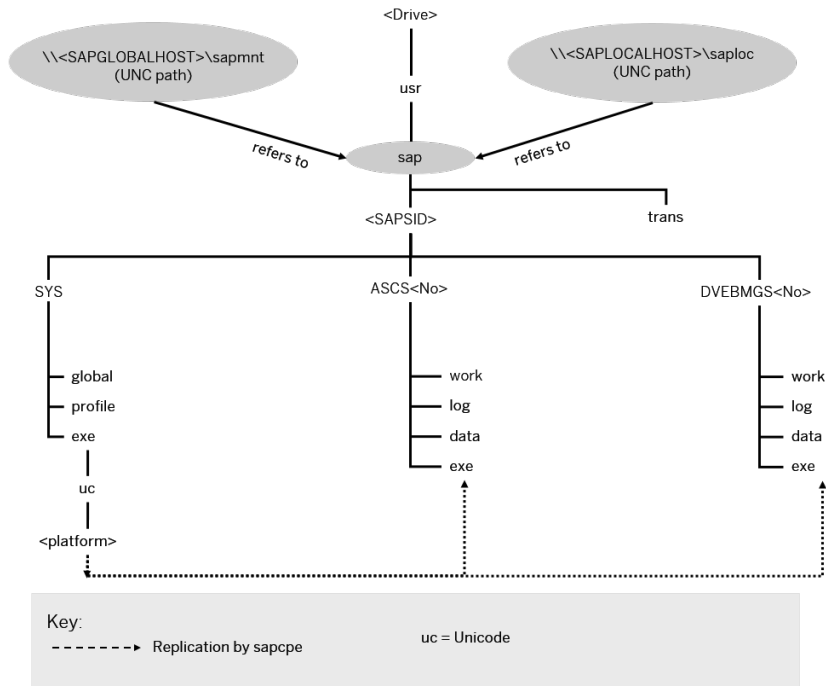 <Drive>
\\<SAPGLOBALHOST>\sapmnt
(UNC path)
\\<SAPLOCALHOST>\saploc
(UNC path)
usr
refers to
sap
refers to
<SAPSID>
trans
SYS
ASCS<No>
DVEBMGS<No>
global
work
work
profile
log
log
exe
data
data
exe
exe
uc
<platform>
Key:
Replication by sapcpe
uc = Unicode